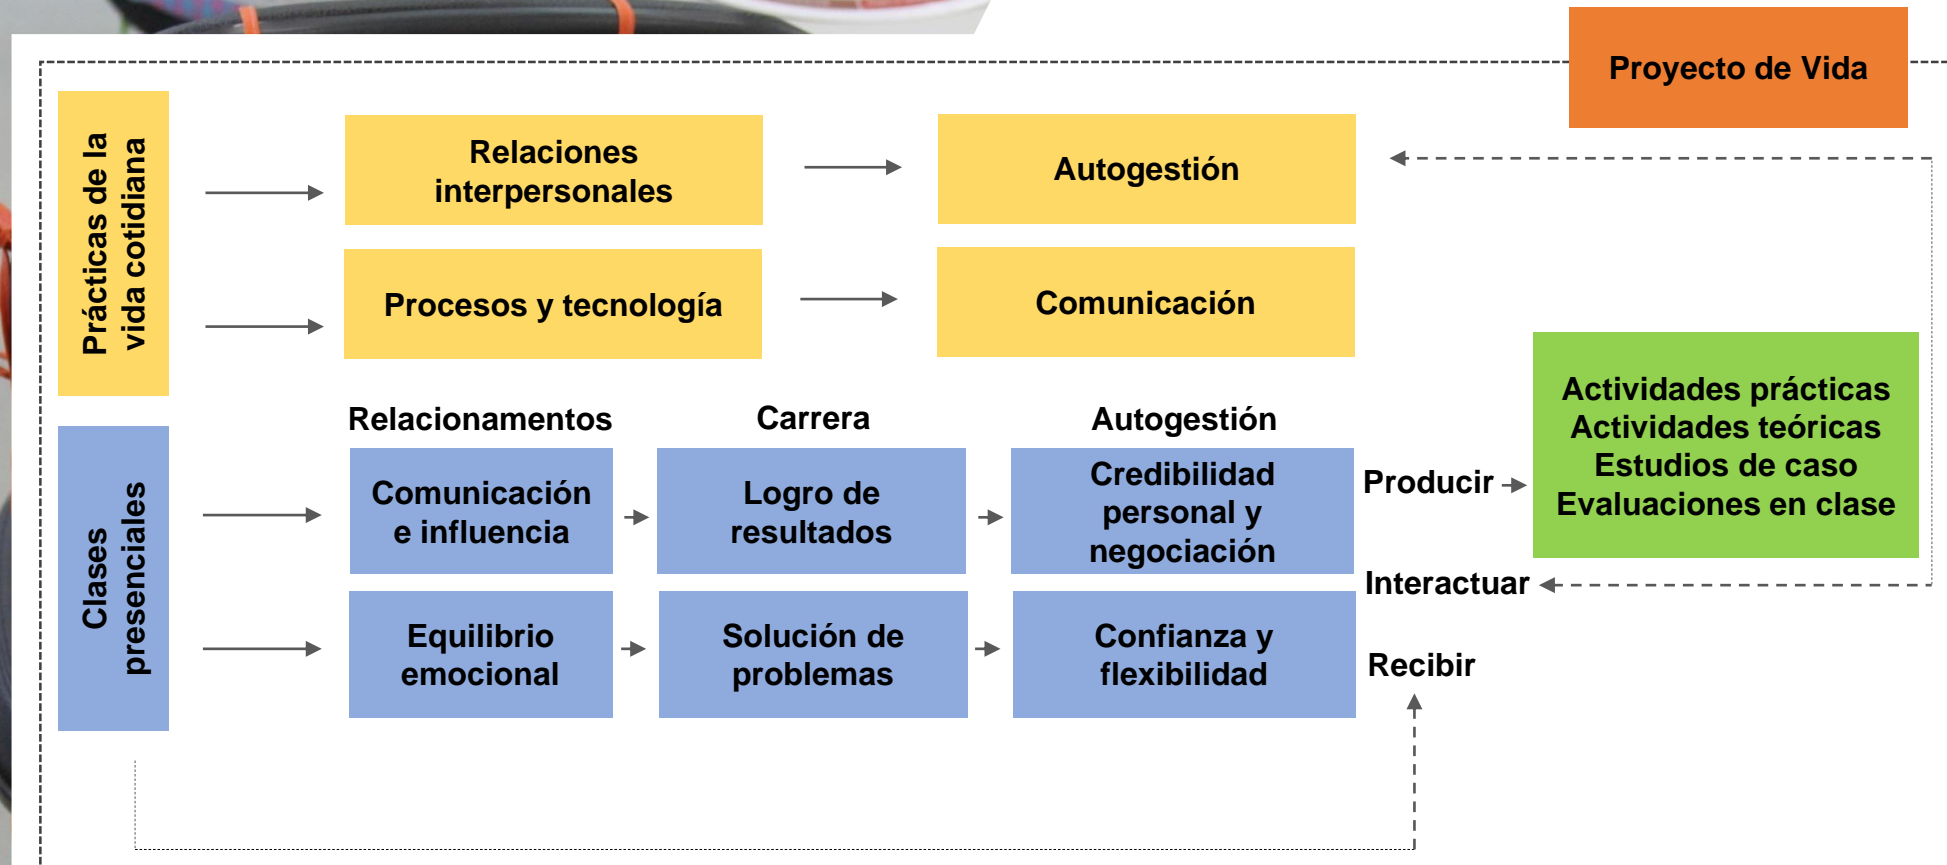 Proyecto de Vida
Prácticas de la
vida cotidiana
Relaciones
interpersonales
Autogestión
Procesos y tecnología
Comunicación
Clases
presenciales
Relacionamentos
Carrera
Autogestión
Comunicación
e influencia
Logro de
resultados
Credibilidad
personal y
negociación
Equilibrio
emocional
Solución de
problemas
Confianza y
flexibilidad
Producir
Interactuar
Recibir
Actividades prácticas
Actividades teóricas
Estudios de caso
Evaluaciones en clase